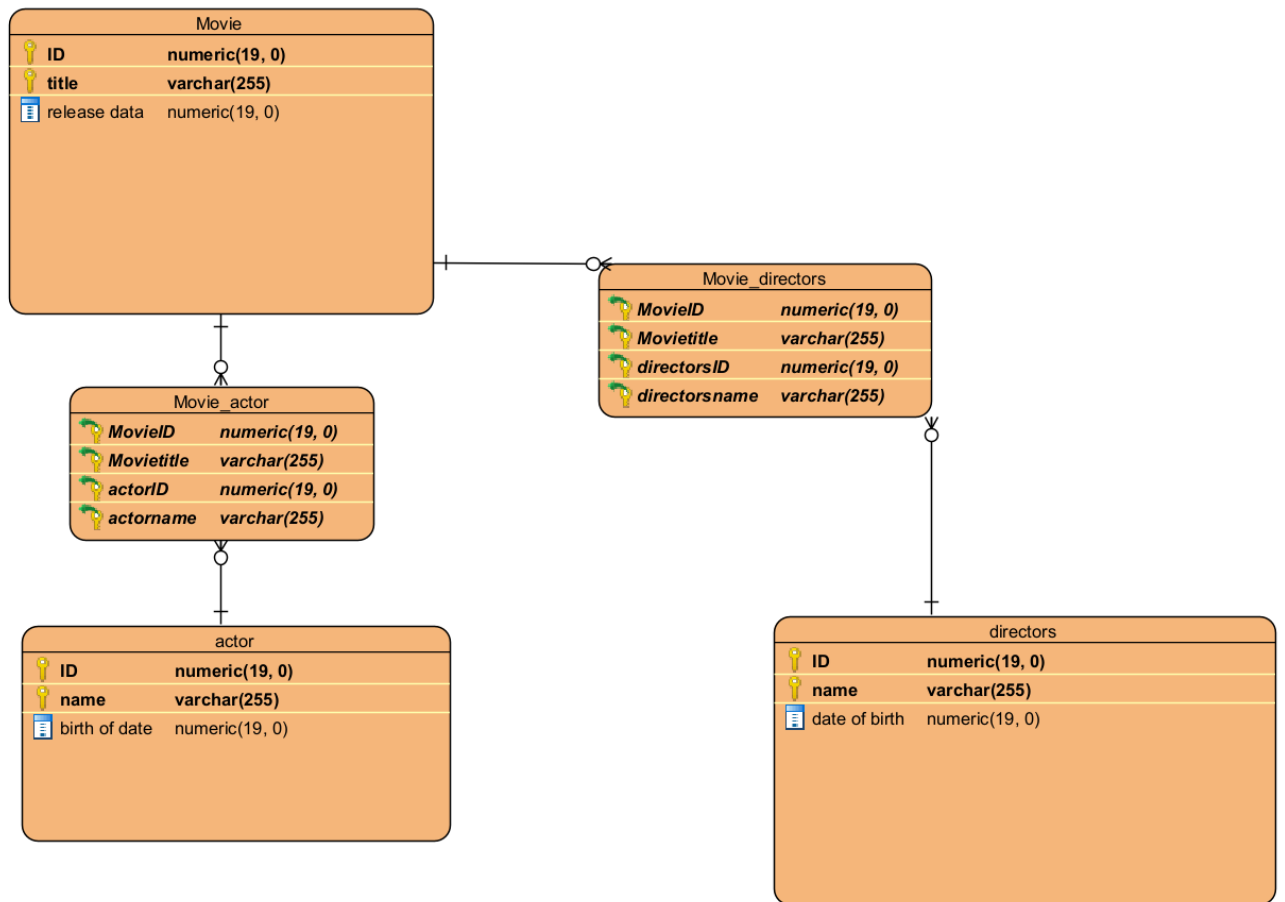 Movie
ID numeric(19, 0)
title varchar(255)
release data numeric(19, 0)
Movie_directors
MovieID numeric(19, 0)
Movietitle varchar(255)
directorsID numeric(19, 0)
directorsname varchar(255)
Movie_actor
MovieID numeric(19, 0)
Movietitle varchar(255)
actorID numeric(19, 0)
actorname varchar(255)
actor
ID numeric(19, 0)
name varchar(255)
birth of date numeric(19, 0)
directors
ID numeric(19, 0)
name varchar(255)
date of birth numeric(19, 0)